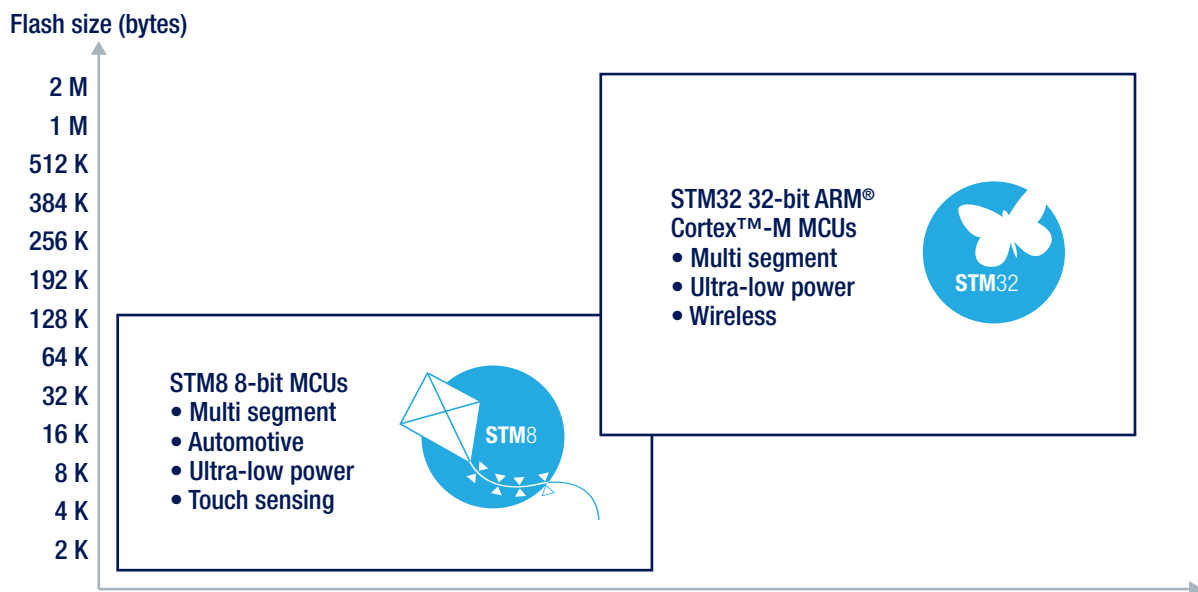 Flash size (bytes)
2 M
1 M
512 K
384 K
256 K
192 K
128 K
64 K
32 K
16 K
8 K
4 K
2 K
STM8 8-bit MCUs
• Multi segment
• Automotive
• Ultra-low power
• Touch sensing
STM8
STM32 32-bit ARM®
Cortex™-M MCUs
• Multi segment
• Ultra-low power
• Wireless
STM32